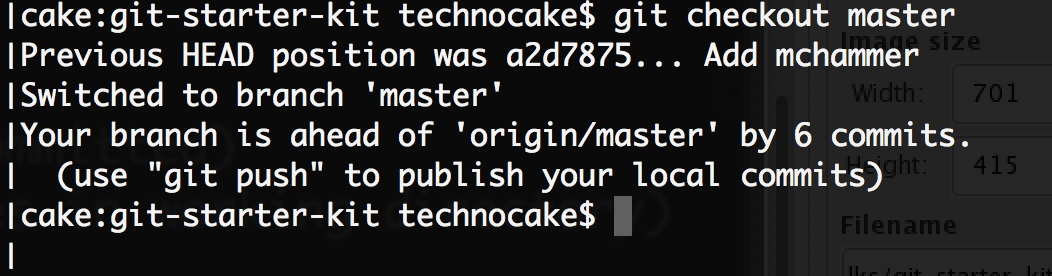 |cake:git-starter-kit technocake$ git checkout master
|Previous HEAD position was a2d7875... Add mchammer
|Switched to branch 'master'
|Your branch is ahead of 'origin/master' by 6 commits.
|  (use "git push" to publish your local commits)
|cake:git-starter-kit technocake$
|
Image size
Width: 701
Height: 415
Filename